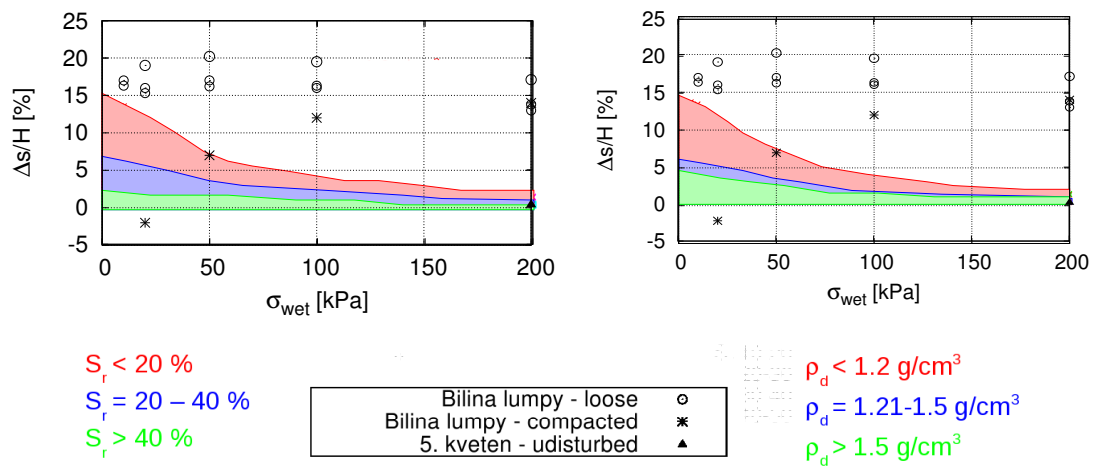 25
20
15
10
5
0
-5
Δs/H [%]
0 50 100 150 200
σwet [kPa]
25
20
15
10
5
0
-5
Δs/H [%]
0 50 100 150 200
σwet [kPa]
Sr < 20 %
Sr = 20 – 40 %
Sr > 40 %
Bilina lumpy - loose
Bilina lumpy - compacted
5. kveten - udisturbed
ρd < 1.2 g/cm³
ρd = 1.21-1.5 g/cm³
ρd > 1.5 g/cm³